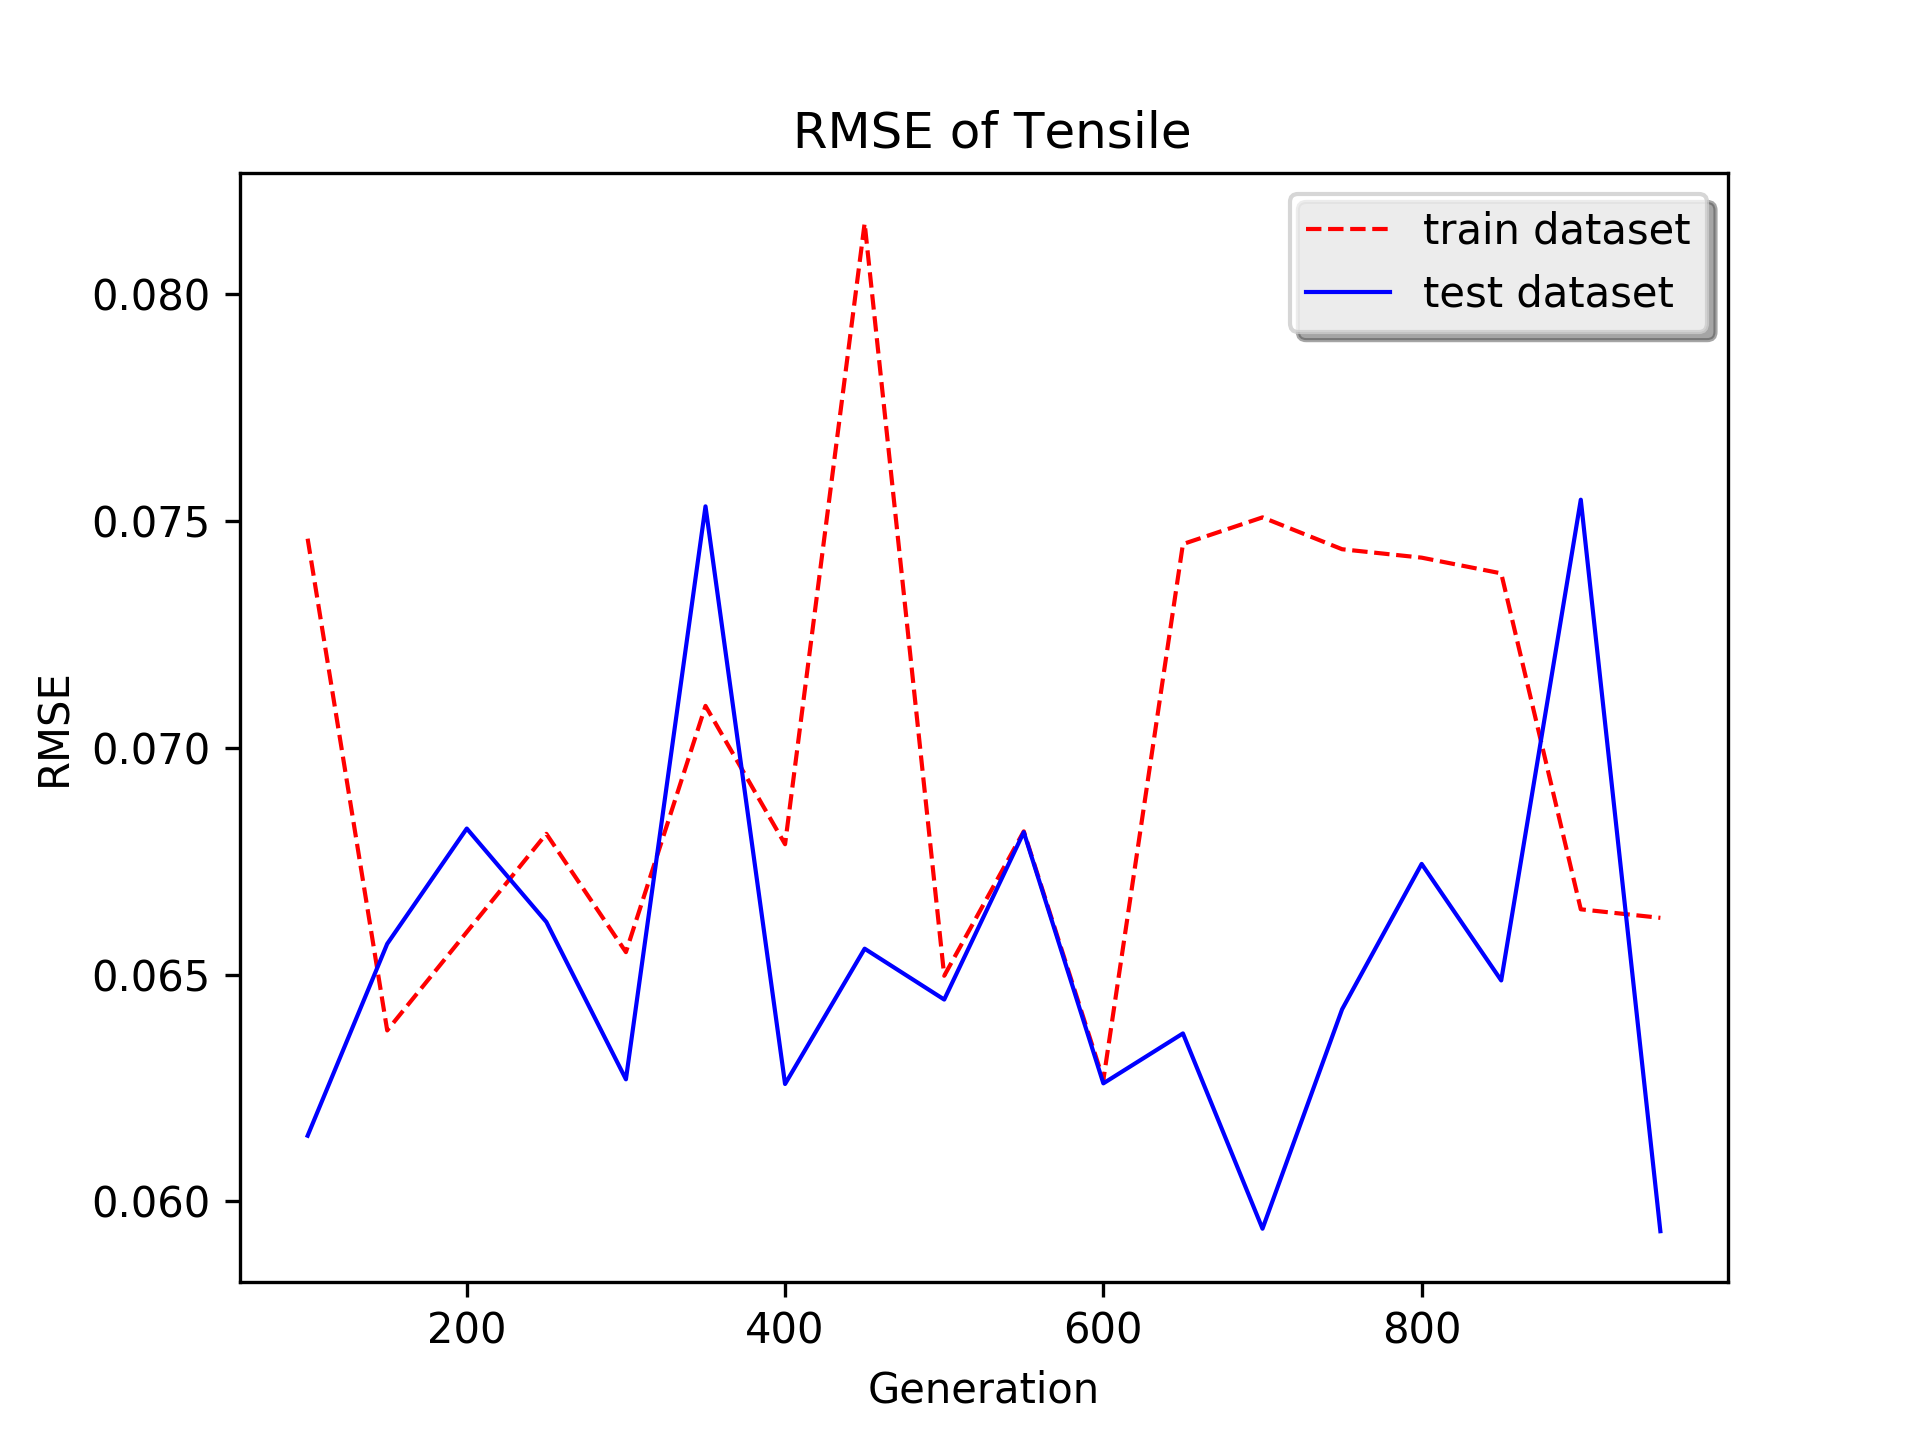 RMSE of Tensile
train dataset
test dataset
0.080
0.075
0.070
0.065
0.060
RMSE
200 400 600 800
Generation